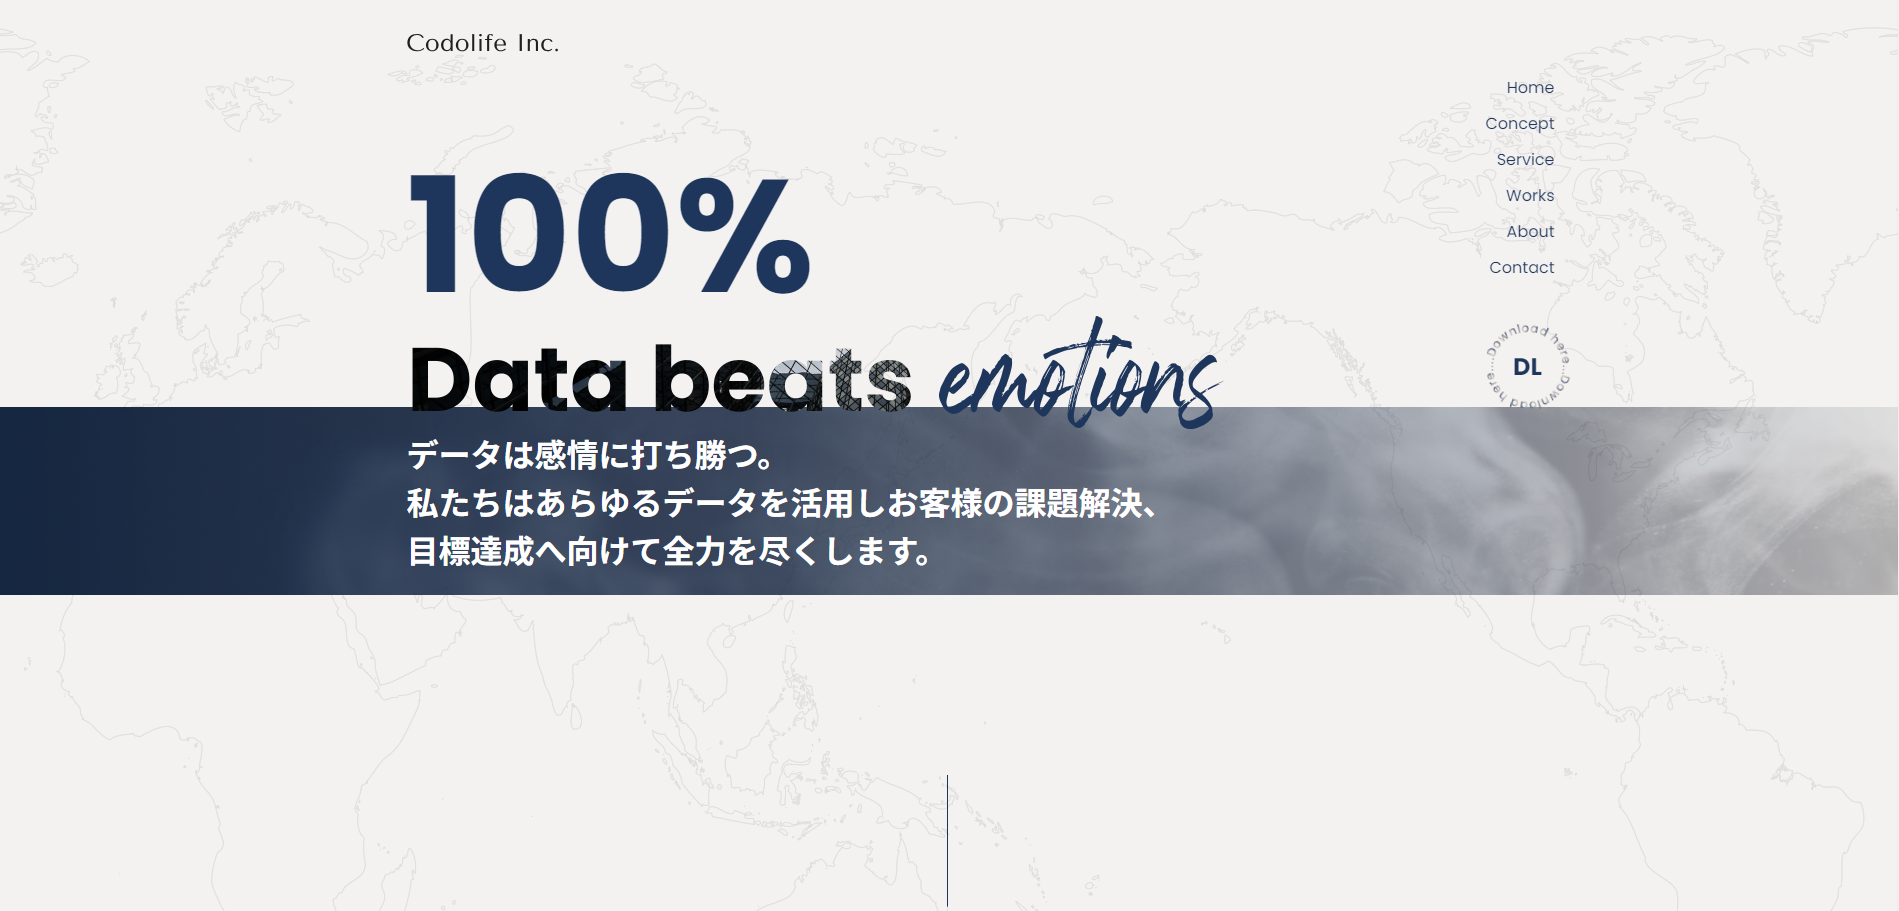 Codolife Inc.
Home
Concept
Service
Works
About
Contact
100%
Data beats emotions
Download here
DL
Download here
データは感情に打ち勝つ。
私たちはあらゆるデータを活用しお客様の課題解決、
目標達成へ向けて全力を尽くします。